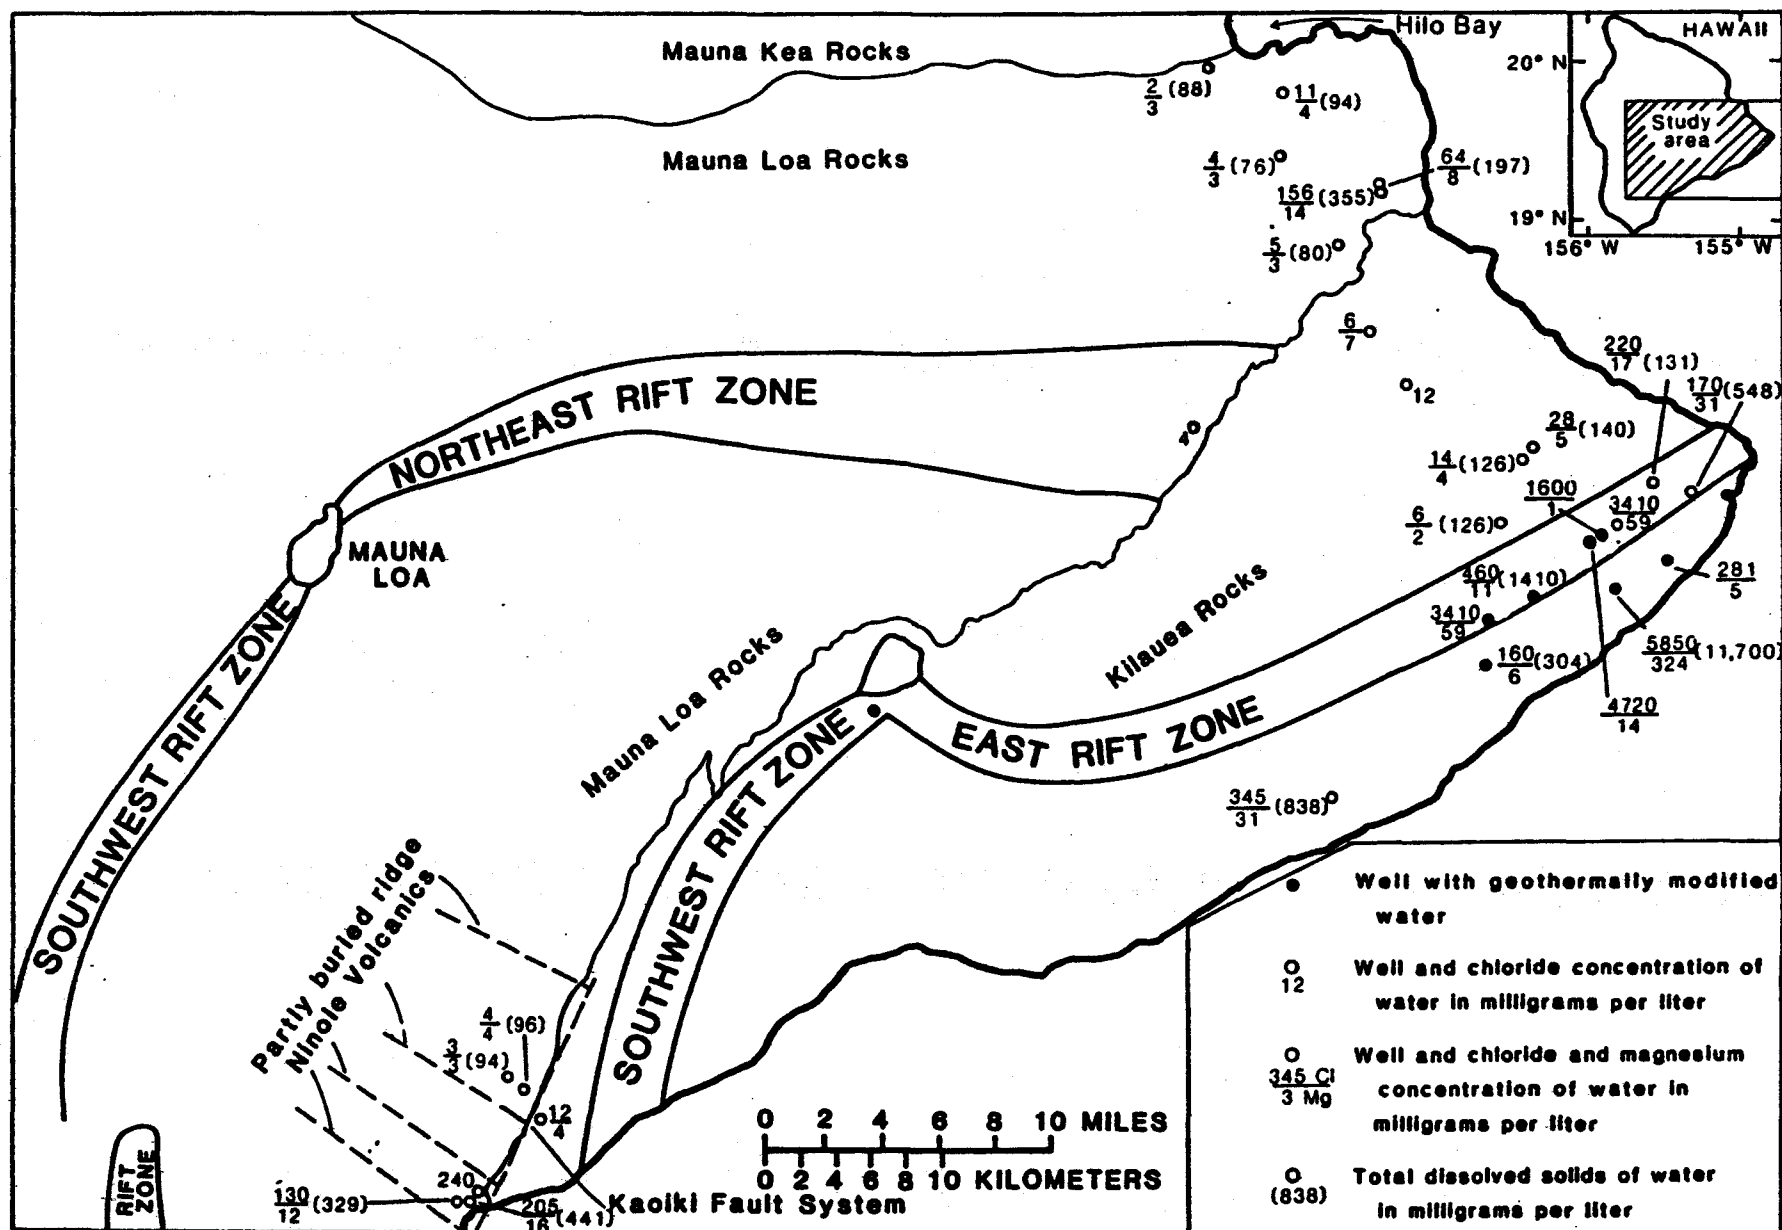 Hilo Bay
HAWAII
20° N
19° N
156° W
155° W
Study
area
Mauna Kea Rocks
Mauna Loa Rocks
2
3 (88)
11
4 (94)
4
3 (76)
64
8 (197)
156
14 (355)
5
3 (80)
6
7
12
220
17 (131)
170
31 (548)
28
5 (140)
14
4 (126)
1600
1
3410
59
6
2 (126)
460
11 (1410)
3410
59
281
5
160
6 (304)
5850
324 (11,700)
4720
14
NORTHEAST RIFT ZONE
MAUNA
LOA
SOUTHWEST RIFT ZONE
Kilauea Rocks
Mauna Loa Rocks
EAST RIFT ZONE
SOUTHWEST RIFT ZONE
345
31 (838)
Partly buried ridge
Ninole Volcanics
4
4 (96)
3
3 (94)
12
4
240
130
12 (329)
205
16 (441)
Kaoiki Fault System
RIFT
ZONE
0 2 4 6 8 10 MILES
0 2 4 6 8 10 KILOMETERS
Well with geothermally modified
water
12
Well and chloride concentration of
water in milligrams per liter
345 Cl
3 Mg
Well and chloride and magnesium
concentration of water in
milligrams per liter
(838)
Total dissolved solids of water
in milligrams per liter